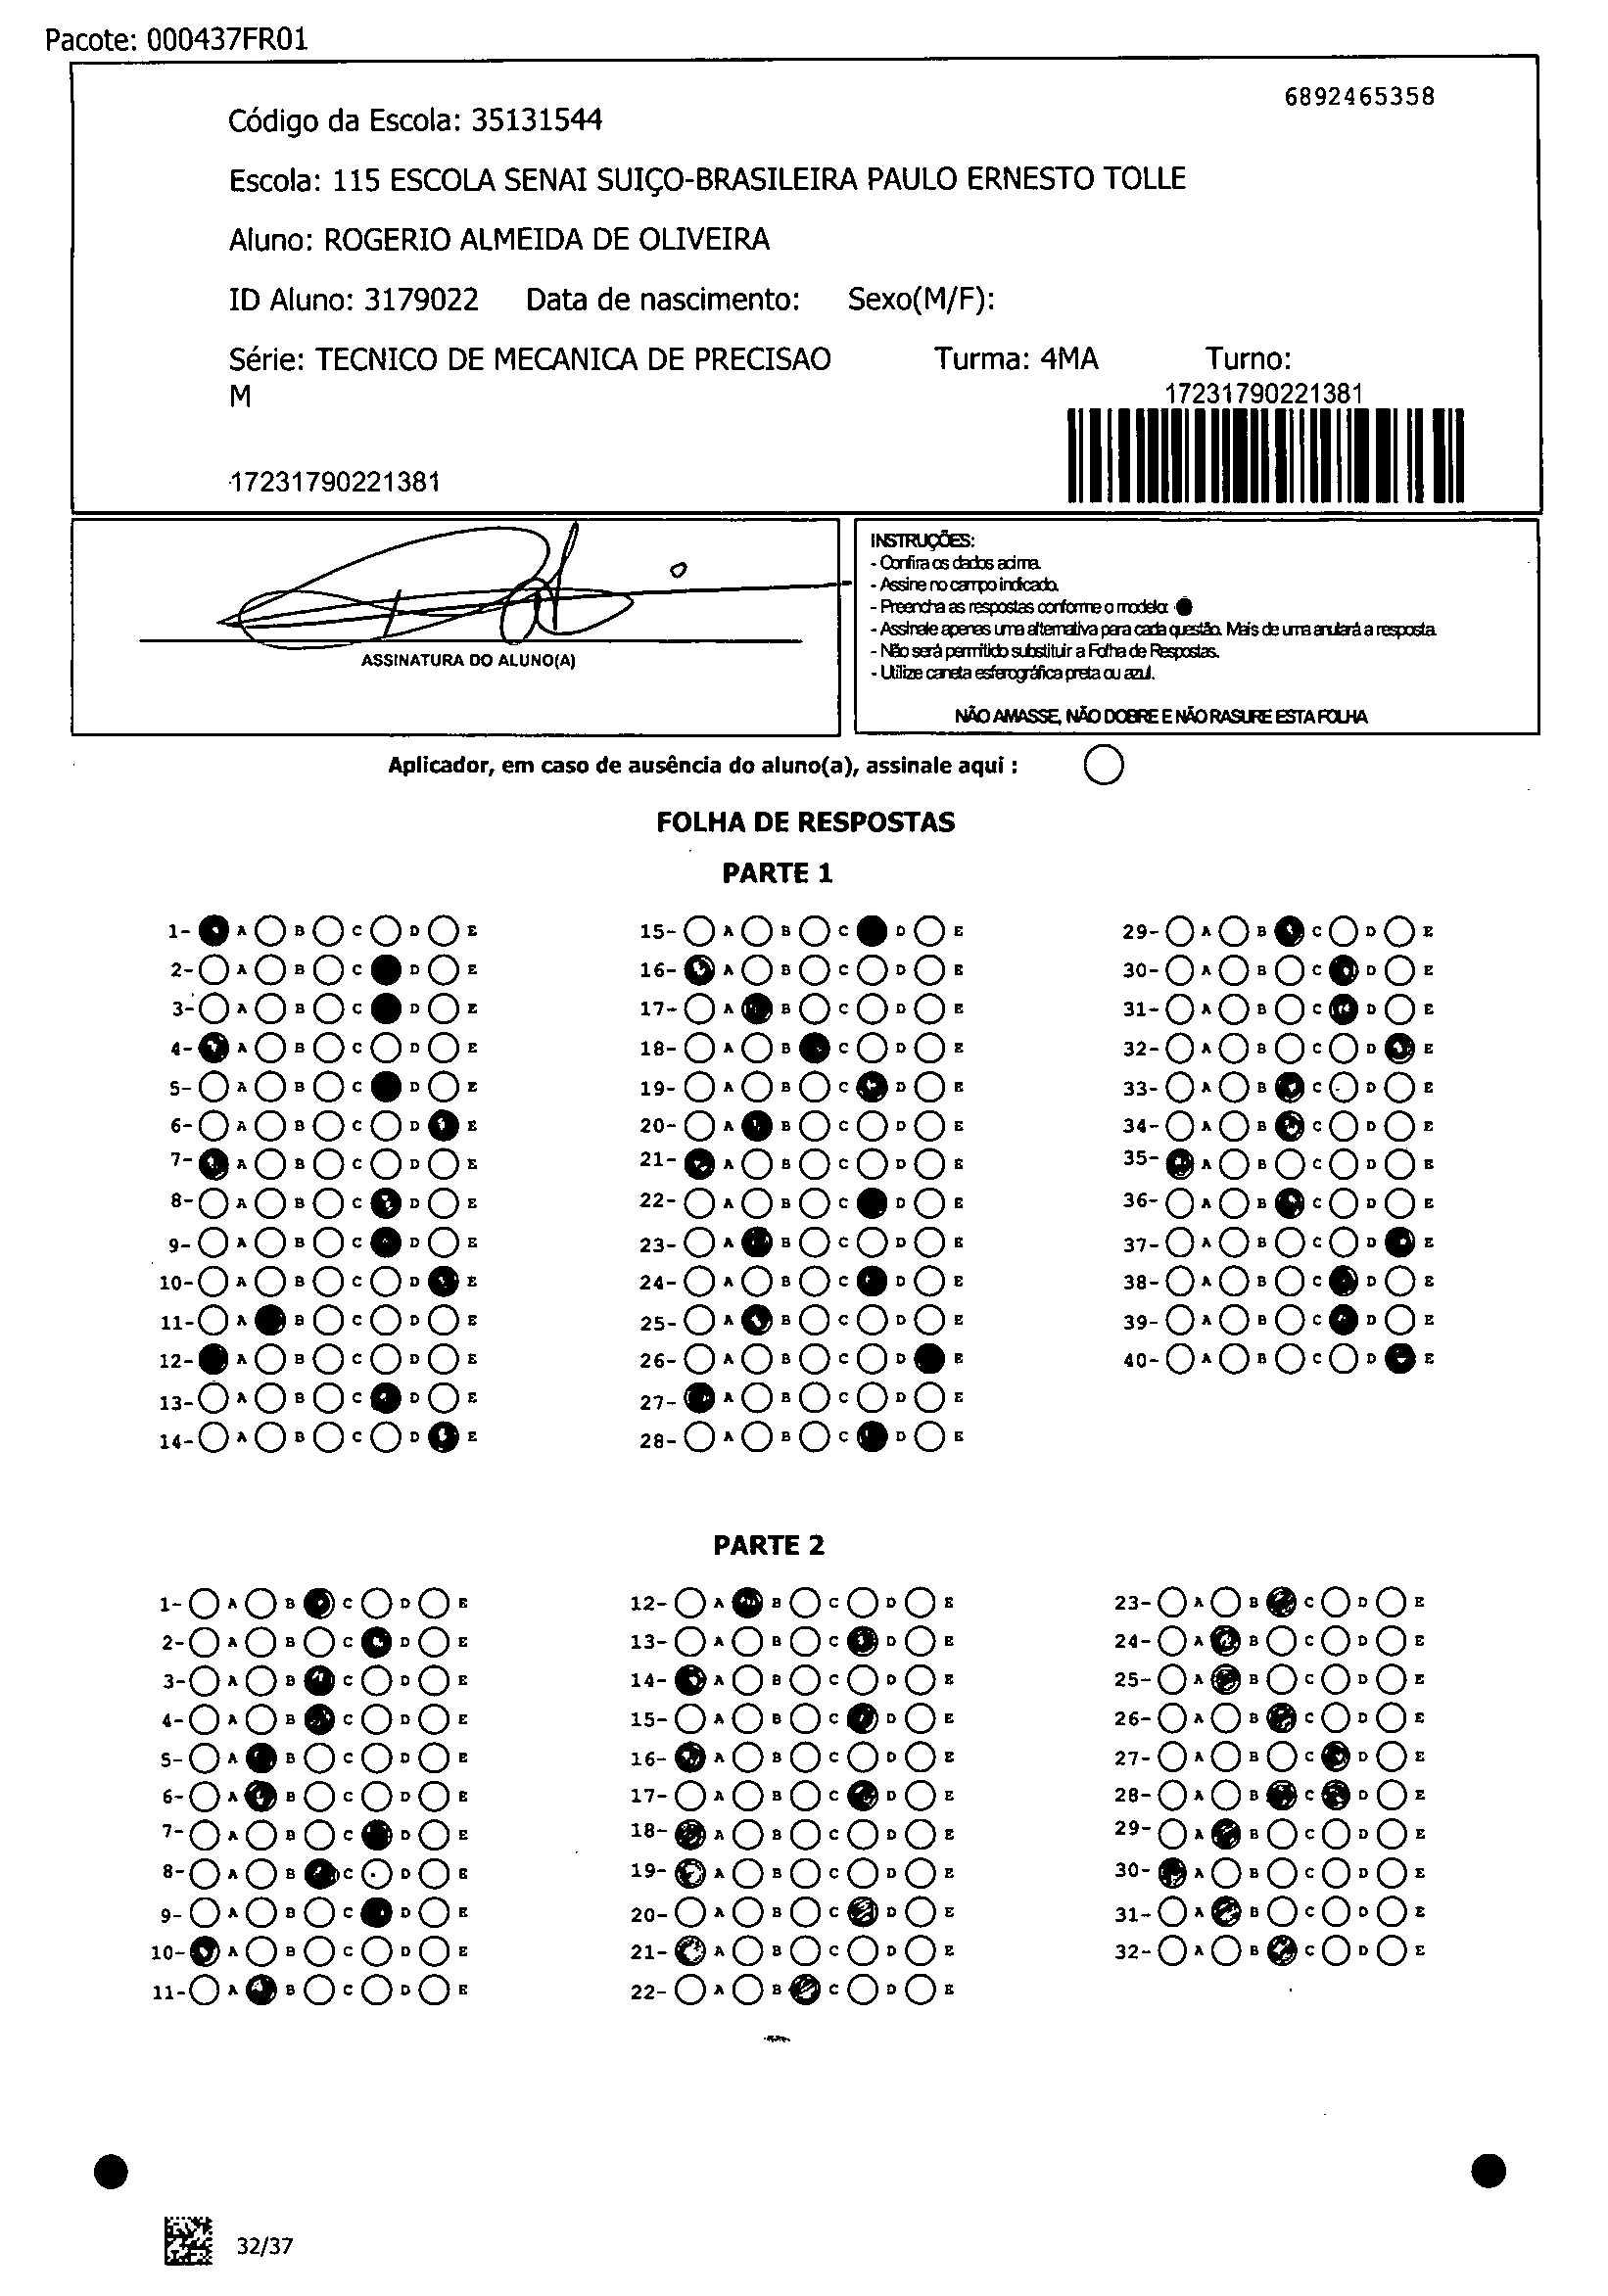 Pacote: 000437FR01
6892465358
Código da Escola: 35131544
Escola: 115 ESCOLA SENAI SUIÇO-BRASILEIRA PAULO ERNESTO TOLLE
Aluno: ROGERIO ALMEIDA DE OLIVEIRA
ID Aluno: 3179022 Data de nascimento: Sexo(M/F):
Série: TECNICO DE MECANICA DE PRECISAO Turma: 4MA Turno:
M
17231790221381
17231790221381
ASSINATURA DO ALUNO(A)
INSTRUÇÕES:
- Confira os dados acima.
- Assine no campo indicado.
- Preencha as respostas conforme o modelo:
- Assinale apenas uma alternativa para cada questão. Mais de uma anulará a resposta.
- Não será permitido substituir a Folha de Respostas.
- Utilize caneta esferográfica preta ou azul.
NÃO AMASSE, NÃO DOBRE E NÃO RASURE ESTA FOLHA
Aplicador, em caso de ausência do aluno(a), assinale aqui :
FOLHA DE RESPOSTAS
PARTE 1
1- A B C D E 15- A B C D E 29- A B C D E
2- A B C D E 16- A B C D E 30- A B C D E
3- A B C D E 17- A B C D E 31- A B C D E
4- A B C D E 18- A B C D E 32- A B C D E
5- A B C D E 19- A B C D E 33- A B C D E
6- A B C D E 20- A B C D E 34- A B C D E
7- A B C D E 21- A B C D E 35- A B C D E
8- A B C D E 22- A B C D E 36- A B C D E
9- A B C D E 23- A B C D E 37- A B C D E
10- A B C D E 24- A B C D E 38- A B C D E
11- A B C D E 25- A B C D E 39- A B C D E
12- A B C D E 26- A B C D E 40- A B C D E
13- A B C D E 27- A B C D E
14- A B C D E 28- A B C D E
PARTE 2
1- A B C D E 12- A B C D E 23- A B C D E
2- A B C D E 13- A B C D E 24- A B C D E
3- A B C D E 14- A B C D E 25- A B C D E
4- A B C D E 15- A B C D E 26- A B C D E
5- A B C D E 16- A B C D E 27- A B C D E
6- A B C D E 17- A B C D E 28- A B C D E
7- A B C D E 18- A B C D E 29- A B C D E
8- A B C D E 19- A B C D E 30- A B C D E
9- A B C D E 20- A B C D E 31- A B C D E
10- A B C D E 21- A B C D E 32- A B C D E
11- A B C D E 22- A B C D E
32/37